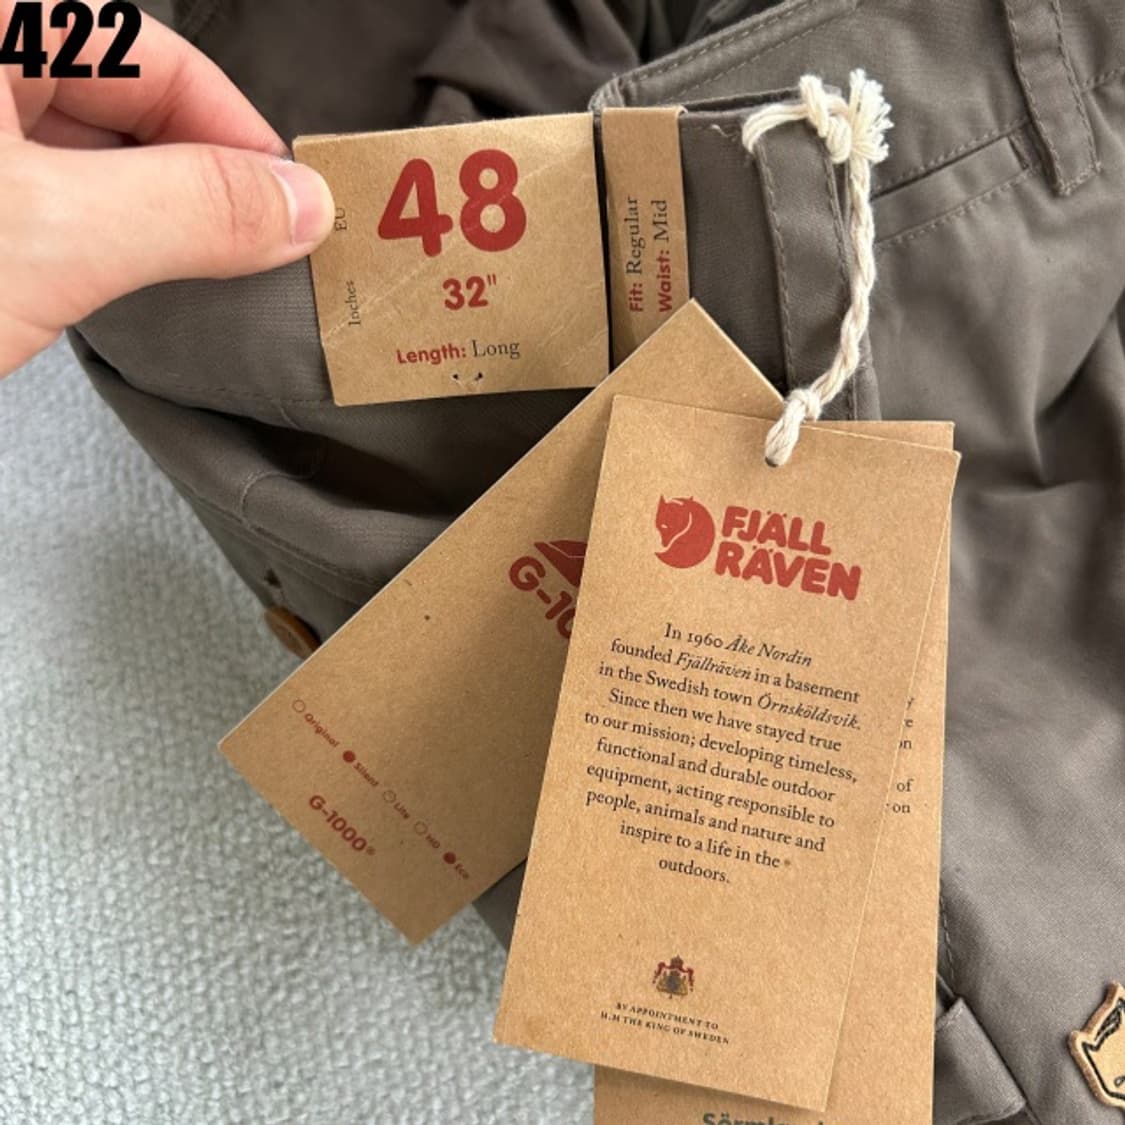 422
48
EU
32"
Inches
Length: Long
Fit: Regular
Waist: Mid
G-10
Original
Silent
Lite
HD
Eco
G-1000®
FJÄLL
RÄVEN
In 1960 Åke Nordin
founded Fjällräven in a basement
in the Swedish town Örnsköldsvik.
Since then we have stayed true
to our mission; developing timeless,
functional and durable outdoor
equipment, acting responsible to
people, animals and nature and
inspire to a life in the
outdoors.
BY APPOINTMENT TO
H.M THE KING OF SWEDEN
of
on